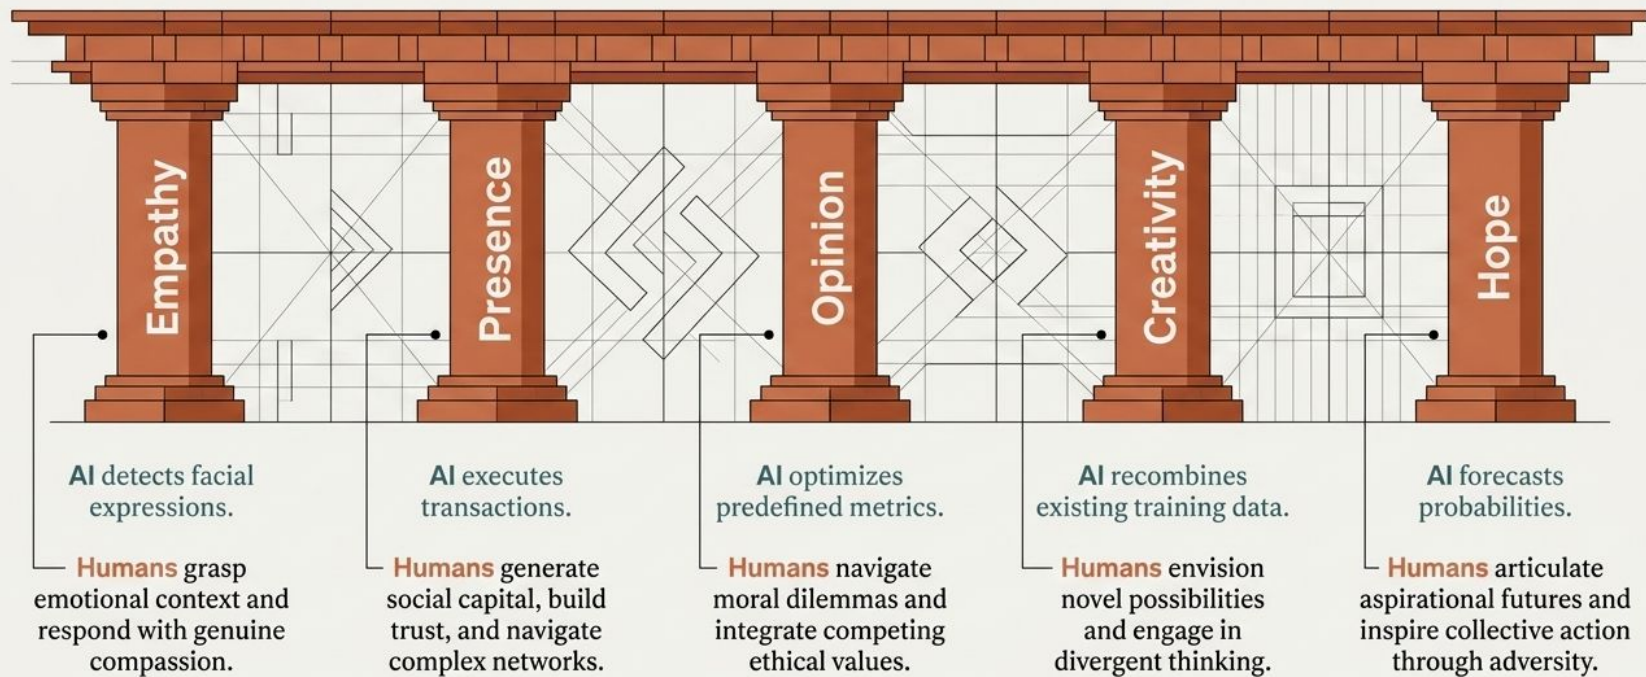 Empathy
Presence
Opinion
Creativity
Hope
AI detects facial
expressions.
Humans grasp
emotional context and
respond with genuine
compassion.
AI executes
transactions.
Humans generate
social capital, build
trust, and navigate
complex networks.
AI optimizes
predefined metrics.
Humans navigate
moral dilemmas and
integrate competing
ethical values.
AI recombines
existing training data.
Humans envision
novel possibilities
and engage in
divergent thinking.
AI forecasts
probabilities.
Humans articulate
aspirational futures and
inspire collective action
through adversity.